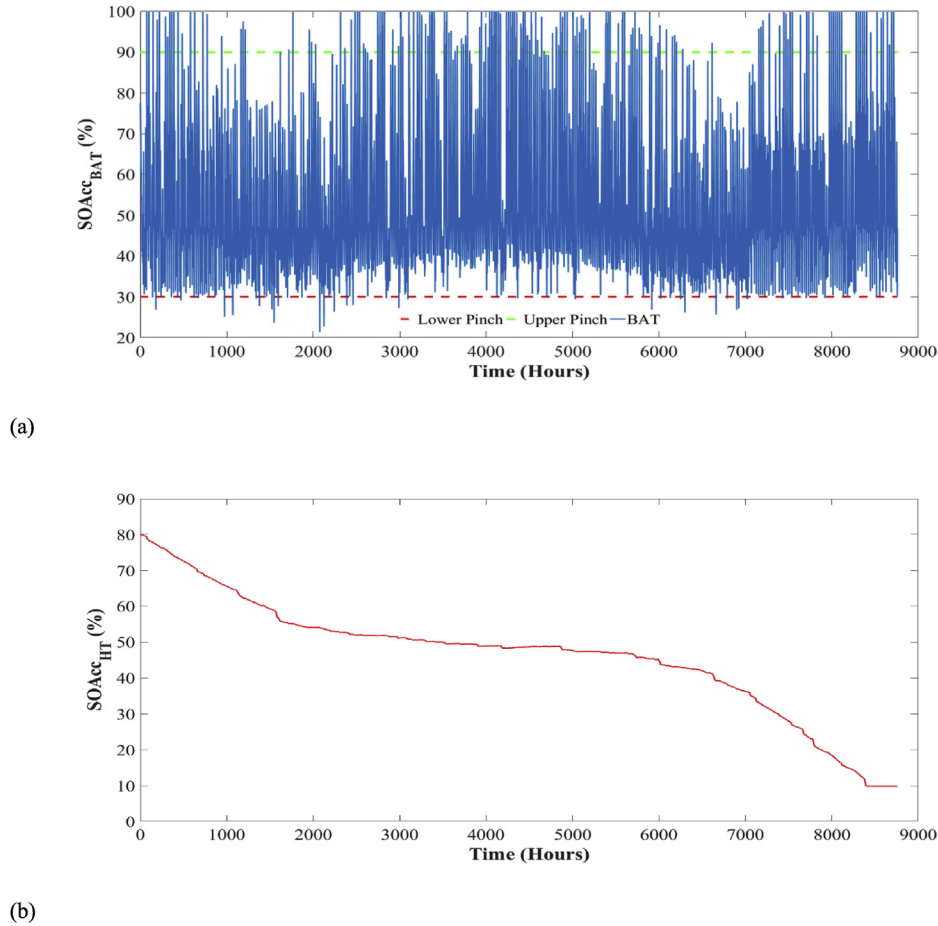 100
90
80
70
60
50
40
30
20
SOAcc_BAT (%)
Lower Pinch Upper Pinch BAT
0 1000 2000 3000 4000 5000 6000 7000 8000 9000
Time (Hours)
(a)
90
80
70
60
50
40
30
20
10
0
SOAcc_HT (%)
0 1000 2000 3000 4000 5000 6000 7000 8000 9000
Time (Hours)
(b)